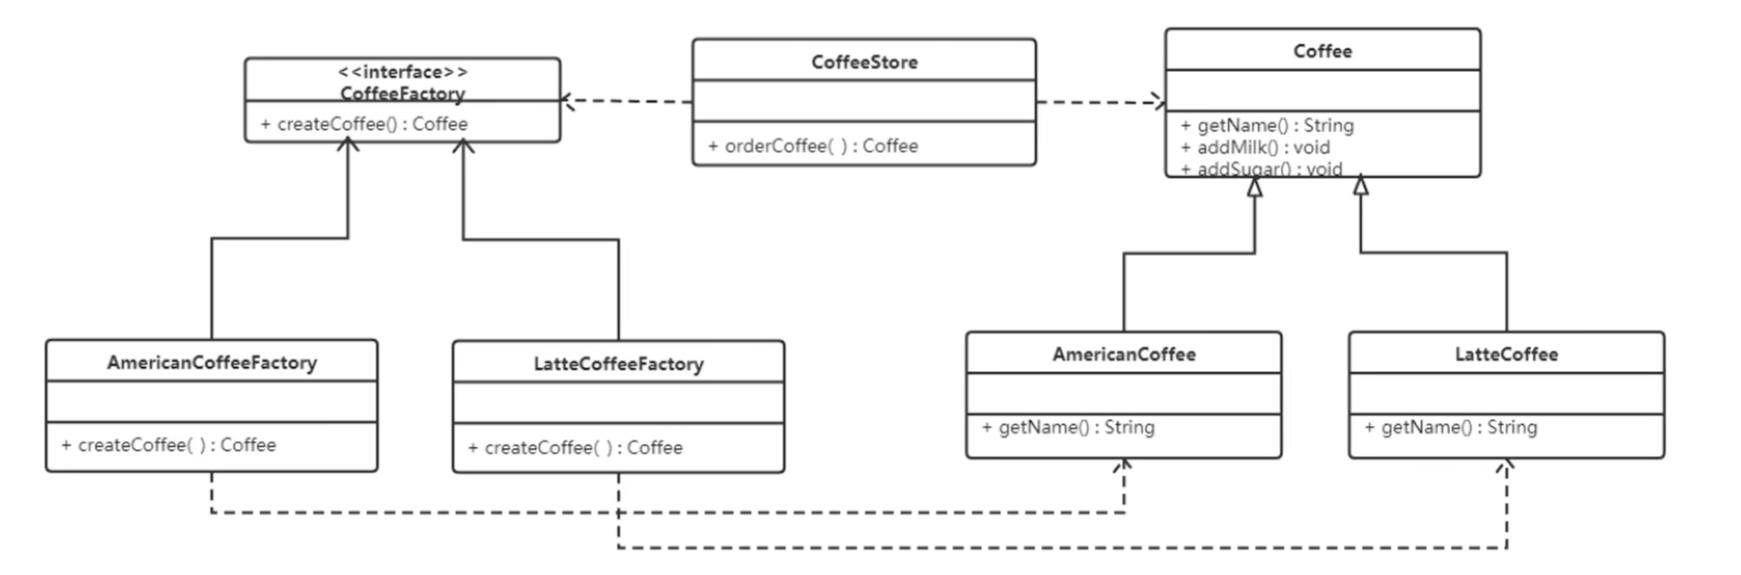 <<interface>>
CoffeeFactory
+ createCoffee() : Coffee
CoffeeStore
+ orderCoffee( ) : Coffee
Coffee
+ getName() : String
+ addMilk() : void
+ addSugar() : void
AmericanCoffeeFactory
+ createCoffee( ) : Coffee
LatteCoffeeFactory
+ createCoffee( ) : Coffee
AmericanCoffee
+ getName() : String
LatteCoffee
+ getName() : String